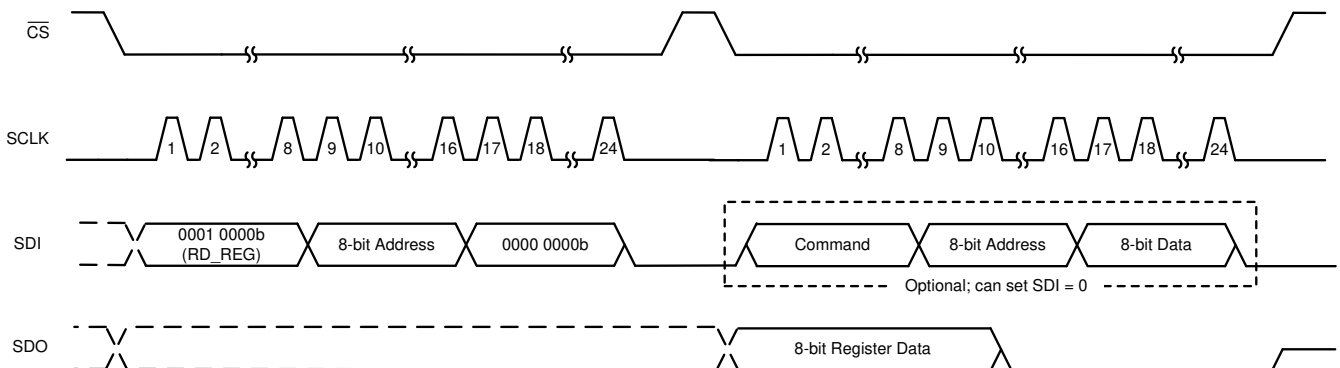 CS
SCLK
1 2 8 9 10 16 17 18 24 1 2 8 9 10 16 17 18 24
SDI
0001 0000b
(RD_REG)
8-bit Address
0000 0000b
Command
8-bit Address
8-bit Data
Optional; can set SDI = 0
SDO
8-bit Register Data